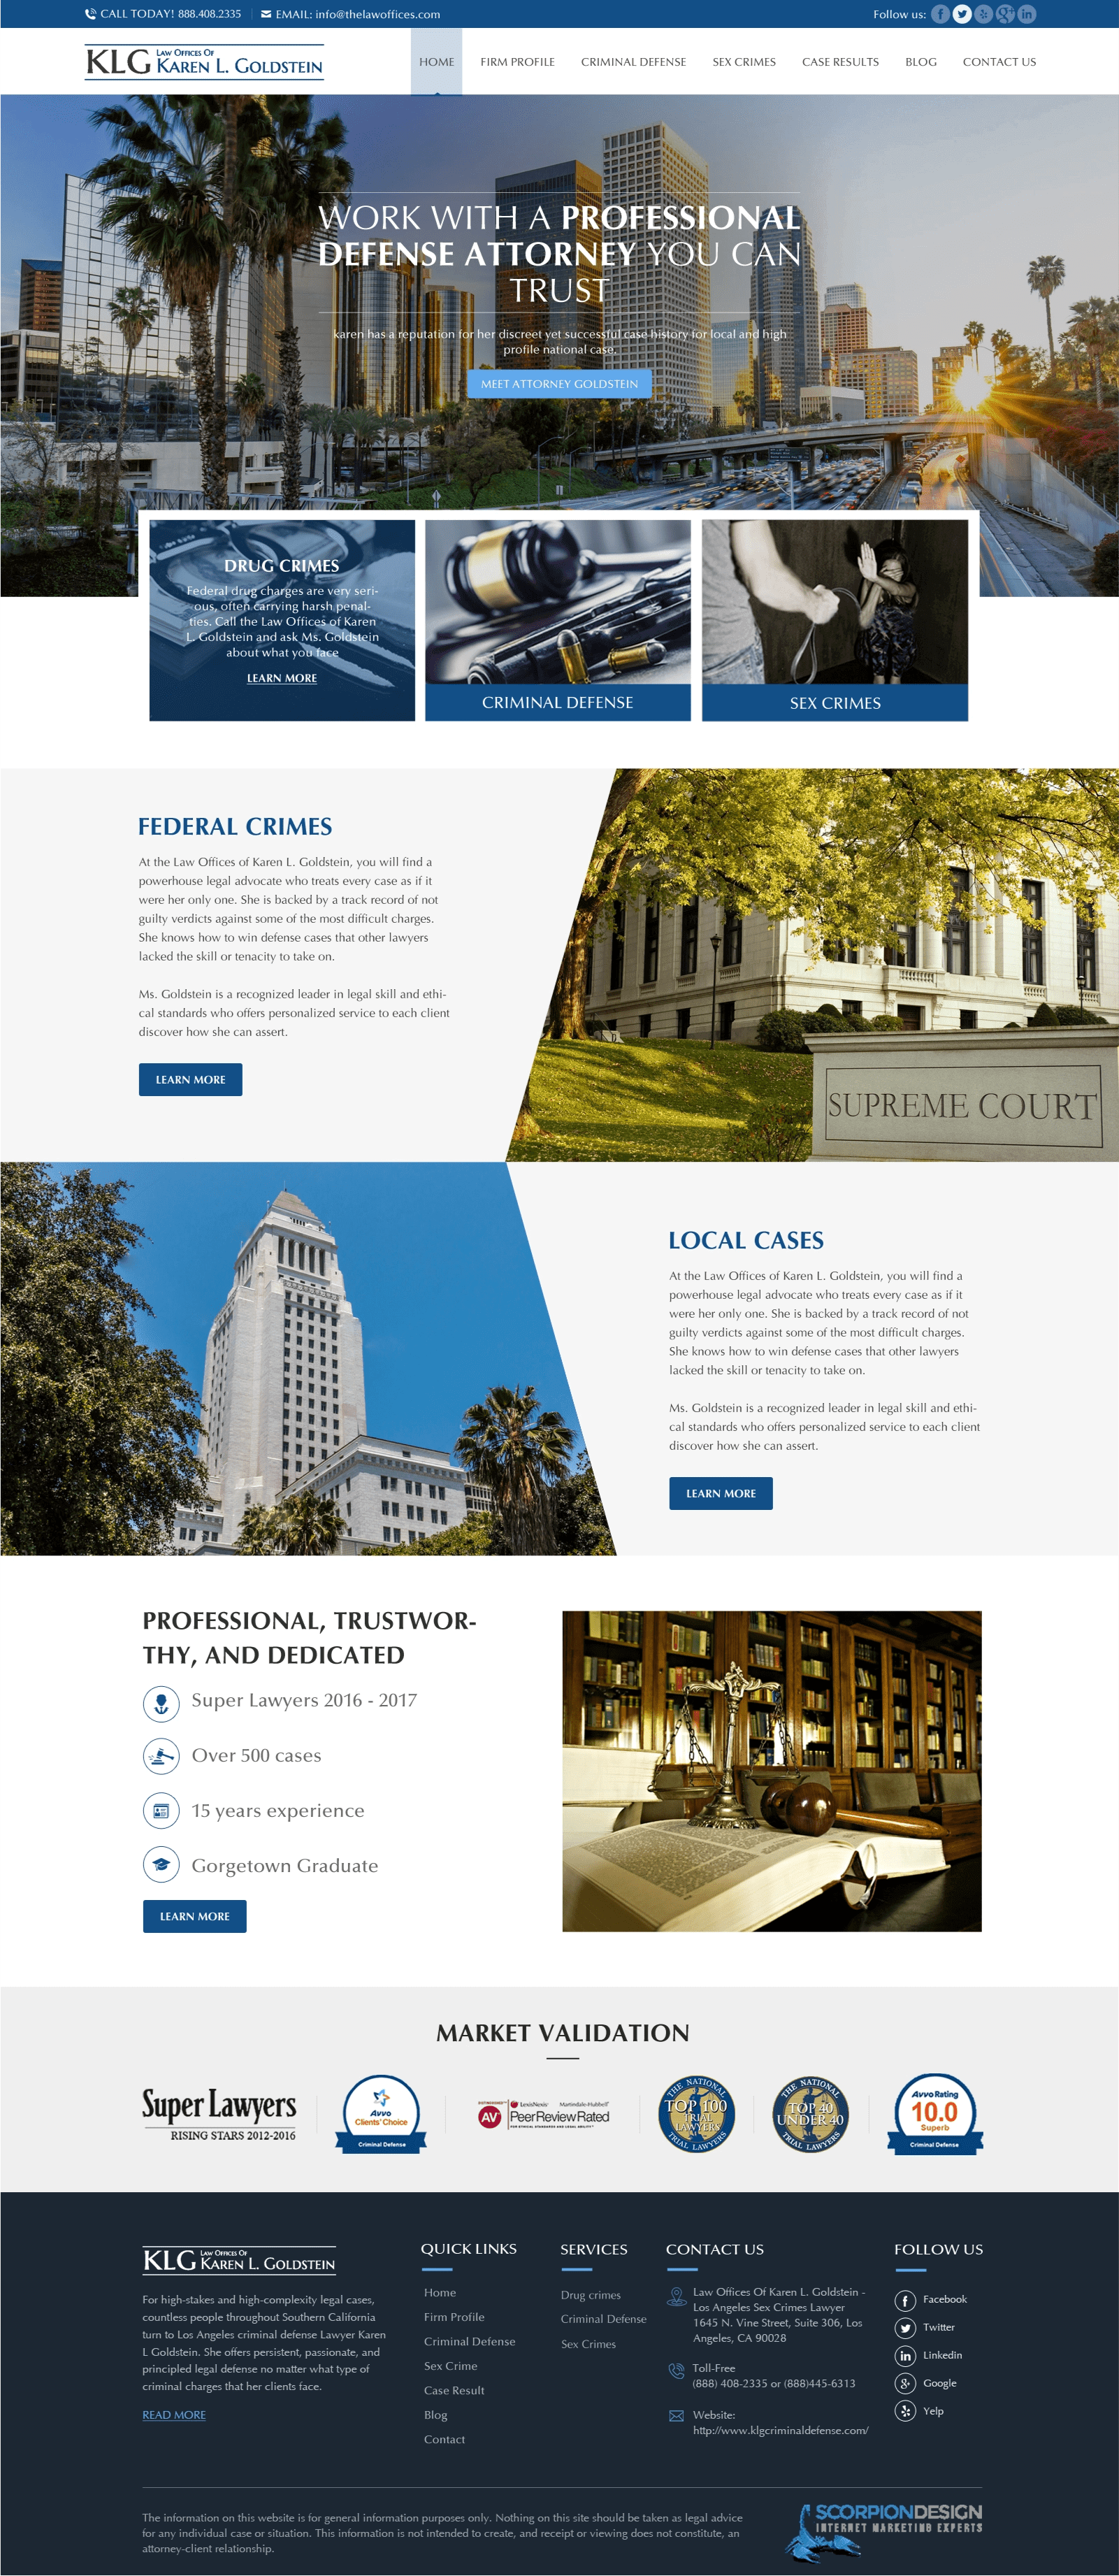 CALL TODAY! 888.408.2335
EMAIL: info@thelawoffices.com
Follow us:
KLG LAW OFFICES OF
KAREN L. GOLDSTEIN
HOME
FIRM PROFILE
CRIMINAL DEFENSE
SEX CRIMES
CASE RESULTS
BLOG
CONTACT US
WORK WITH A PROFESSIONAL
DEFENSE ATTORNEY YOU CAN
TRUST
karen has a reputation for her discreet yet successful case history for local and high
profile national case.
MEET ATTORNEY GOLDSTEIN
DRUG CRIMES
Federal drug charges are very seri-
ous, often carrying harsh penal-
ties. Call the Law Offices of Karen
L. Goldstein and ask Ms. Goldstein
about what you face
LEARN MORE
CRIMINAL DEFENSE
SEX CRIMES
FEDERAL CRIMES
At the Law Offices of Karen L. Goldstein, you will find a
powerhouse legal advocate who treats every case as if it
were her only one. She is backed by a track record of not
guilty verdicts against some of the most difficult charges.
She knows how to win defense cases that other lawyers
lacked the skill or tenacity to take on.
Ms. Goldstein is a recognized leader in legal skill and ethi-
cal standards who offers personalized service to each client
discover how she can assert.
LEARN MORE
SUPREME COURT
LOCAL CASES
At the Law Offices of Karen L. Goldstein, you will find a
powerhouse legal advocate who treats every case as if it
were her only one. She is backed by a track record of not
guilty verdicts against some of the most difficult charges.
She knows how to win defense cases that other lawyers
lacked the skill or tenacity to take on.
Ms. Goldstein is a recognized leader in legal skill and ethi-
cal standards who offers personalized service to each client
discover how she can assert.
LEARN MORE
PROFESSIONAL, TRUSTWOR-
THY, AND DEDICATED
Super Lawyers 2016 - 2017
Over 500 cases
15 years experience
Gorgetown Graduate
LEARN MORE
MARKET VALIDATION
Super Lawyers
RISING STARS 2012-2016
Avvo
Clients' Choice
Criminal Defense
AV LexisNexis Martindale-Hubbell
Peer Review Rated
FOR ETHICAL STANDARDS AND LEGAL ABILITY
THE NATIONAL
TOP 100
TRIAL
LAWYERS
TRIAL LAWYERS
THE NATIONAL
TOP 40
UNDER 40
TRIAL LAWYERS
Avvo Rating
10.0
Superb
Criminal Defense
KLG LAW OFFICES OF
KAREN L. GOLDSTEIN
For high-stakes and high-complexity legal cases,
countless people throughout Southern California
turn to Los Angeles criminal defense Lawyer Karen
L Goldstein. She offers persistent, passionate, and
principled legal defense no matter what type of
criminal charges that her clients face.
READ MORE
QUICK LINKS
Home
Firm Profile
Criminal Defense
Sex Crime
Case Result
Blog
Contact
SERVICES
Drug crimes
Criminal Defense
Sex Crimes
CONTACT US
Law Offices Of Karen L. Goldstein -
Los Angeles Sex Crimes Lawyer
1645 N. Vine Street, Suite 306, Los
Angeles, CA 90028
Toll-Free
(888) 408-2335 or (888)445-6313
Website:
http://www.klgcriminaldefense.com/
FOLLOW US
Facebook
Twitter
Linkedin
Google
Yelp
The information on this website is for general information purposes only. Nothing on this site should be taken as legal advice
for any individual case or situation. This information is not intended to create, and receipt or viewing does not constitute, an
attorney-client relationship.
SCORPIONDESIGN
INTERNET MARKETING EXPERTS